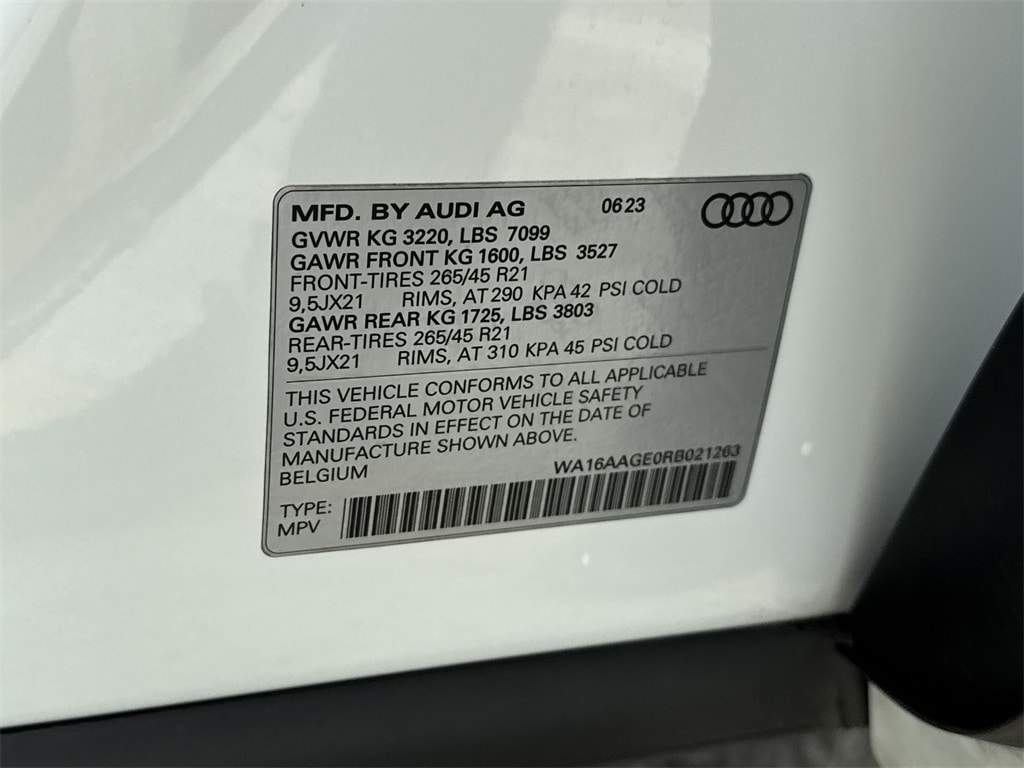 MFD. BY AUDI AG 0623
GVWR KG 3220, LBS 7099
GAWR FRONT KG 1600, LBS 3527
FRONT-TIRES 265/45 R21
9,5JX21 RIMS, AT 290 KPA 42 PSI COLD
GAWR REAR KG 1725, LBS 3803
REAR-TIRES 265/45 R21
9,5JX21 RIMS, AT 310 KPA 45 PSI COLD
THIS VEHICLE CONFORMS TO ALL APPLICABLE
U.S. FEDERAL MOTOR VEHICLE SAFETY
STANDARDS IN EFFECT ON THE DATE OF
MANUFACTURE SHOWN ABOVE.
BELGIUM WA16AAGE0RB021263
TYPE:
MPV